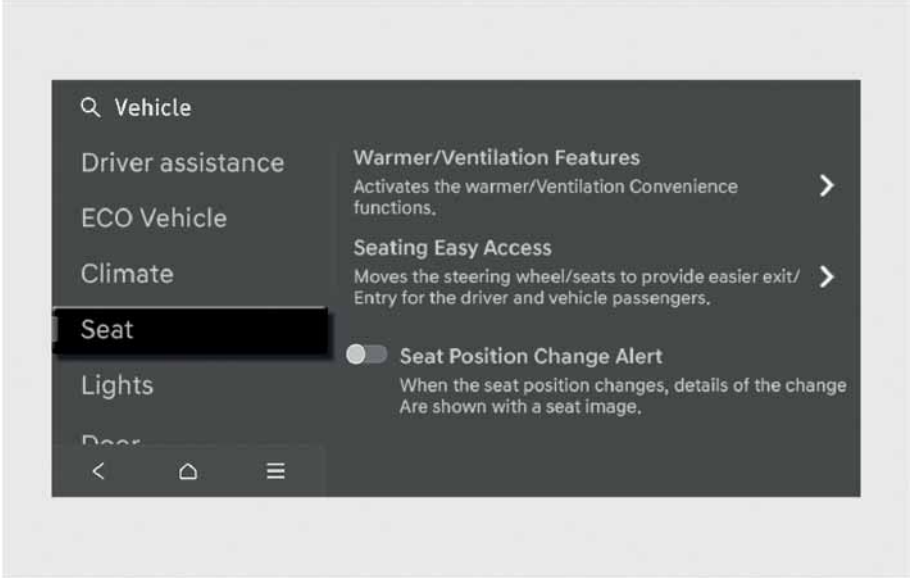 Vehicle
Driver assistance
ECO Vehicle
Climate
Seat
Lights
Door
Warmer/Ventilation Features
Activates the warmer/Ventilation Convenience
functions.
Seating Easy Access
Moves the steering wheel/seats to provide easier exit/
Entry for the driver and vehicle passengers.
Seat Position Change Alert
When the seat position changes, details of the change
Are shown with a seat image.